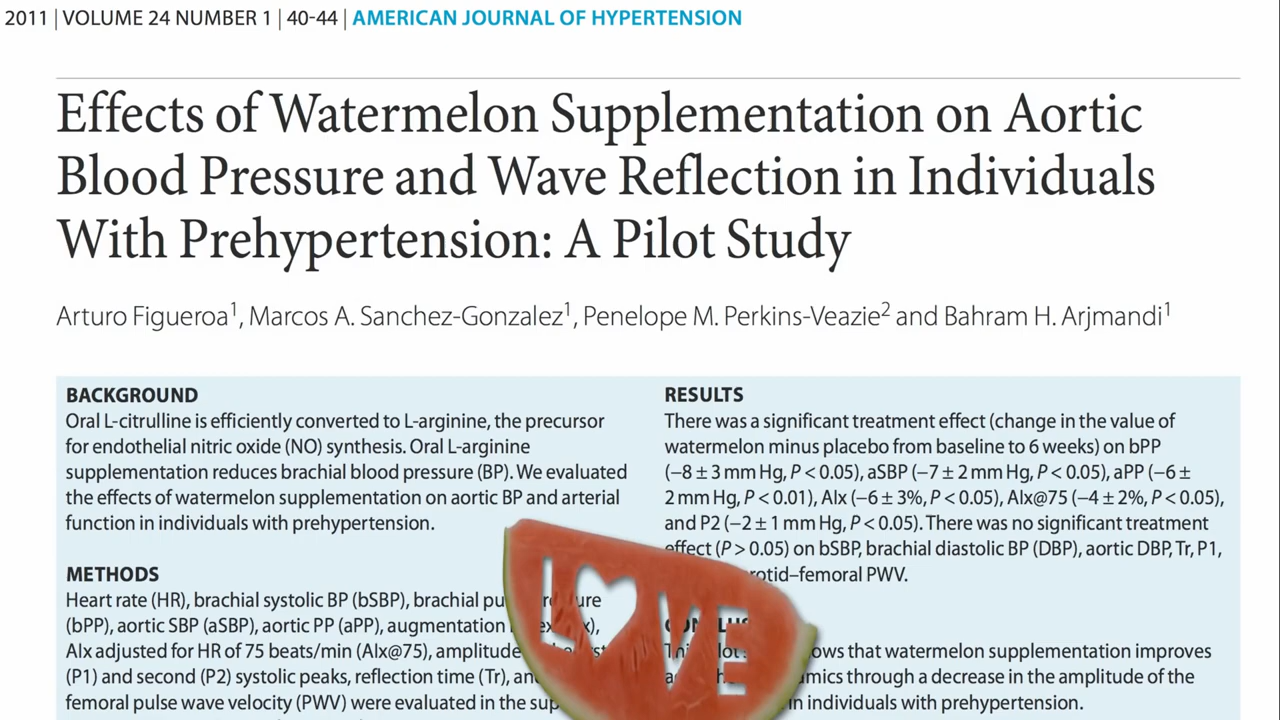 2011 | VOLUME 24 NUMBER 1 | 40-44 | AMERICAN JOURNAL OF HYPERTENSION
Effects of Watermelon Supplementation on Aortic
Blood Pressure and Wave Reflection in Individuals
With Prehypertension: A Pilot Study
Arturo Figueroa1, Marcos A. Sanchez-Gonzalez1, Penelope M. Perkins-Veazie2 and Bahram H. Arjmandi1
BACKGROUND
Oral L-citrulline is efficiently converted to L-arginine, the precursor
for endothelial nitric oxide (NO) synthesis. Oral L-arginine
supplementation reduces brachial blood pressure (BP). We evaluated
the effects of watermelon supplementation on aortic BP and arterial
function in individuals with prehypertension.
METHODS
Heart rate (HR), brachial systolic BP (bSBP), brachial
(bPP), aortic SBP (aSBP), aortic PP (aPP), augmentation
AIx adjusted for HR of 75 beats/min (AIx@75), amplitude
(P1) and second (P2) systolic peaks, reflection time (Tr), and
femoral pulse wave velocity (PWV) were evaluated in the
RESULTS
There was a significant treatment effect (change in the value of
watermelon minus placebo from baseline to 6 weeks) on bPP
(−8 ± 3 mm Hg, P < 0.05), aSBP (−7 ± 2 mm Hg, P < 0.05), aPP (−6 ±
2 mm Hg, P < 0.01), AIx (−6 ± 3%, P < 0.05), AIx@75 (−4 ± 2%, P < 0.05),
and P2 (−2 ± 1 mm Hg, P < 0.05). There was no significant treatment
effect (P > 0.05) on bSBP, brachial diastolic BP (DBP), aortic DBP, Tr, P1,
PWV.
that watermelon supplementation improves
through a decrease in the amplitude of the
in individuals with prehypertension.
LOVE